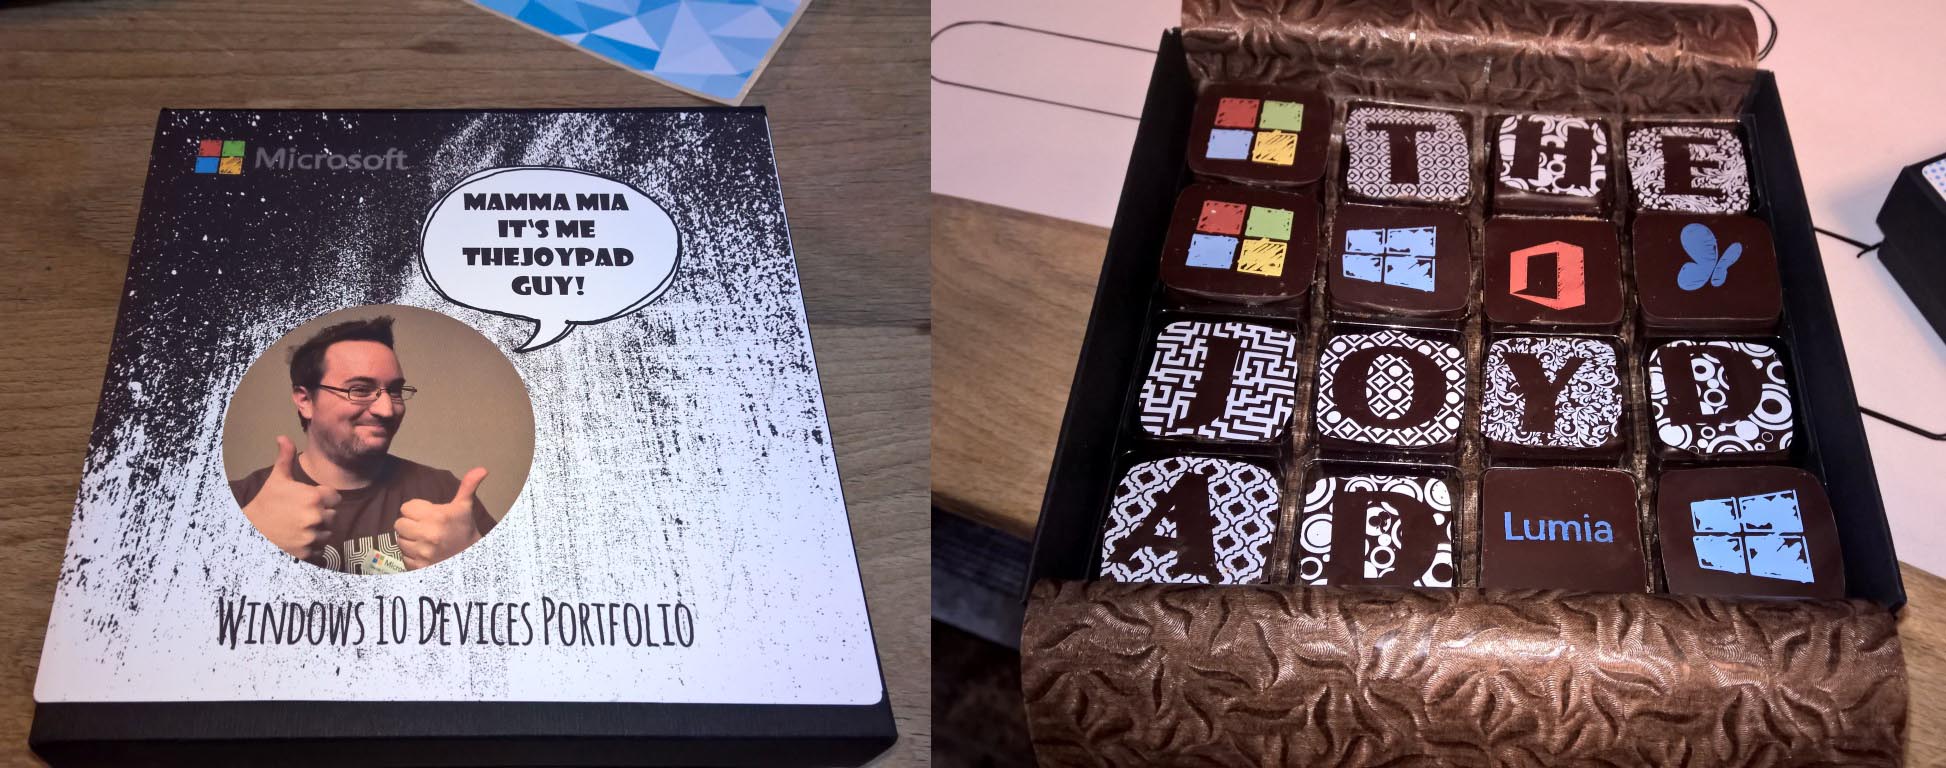 Microsoft
MAMMA MIA
IT'S ME
THEJOYPAD
GUY!
WINDOWS 10 DEVICES PORTFOLIO
T H E
J O Y P
A D Lumia